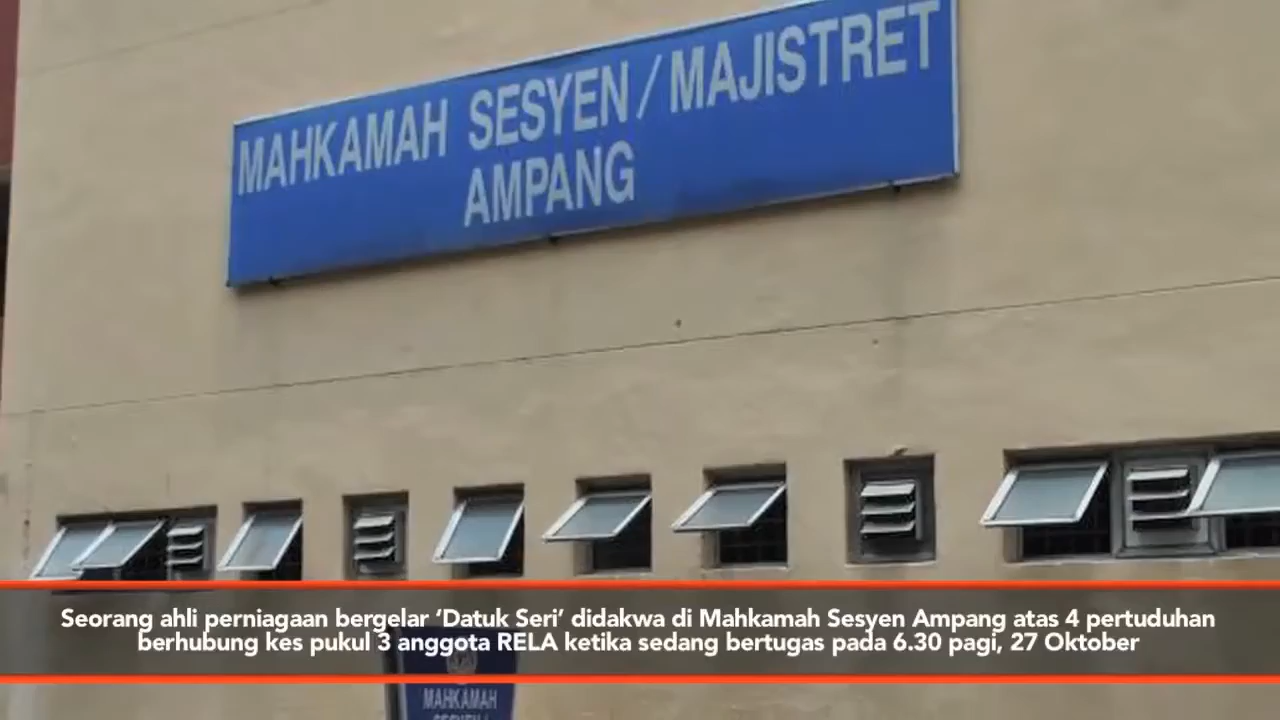 MAHKAMAH SESYEN / MAJISTRET
AMPANG
Seorang ahli perniagaan bergelar ‘Datuk Seri’ didakwa di Mahkamah Sesyen Ampang atas 4 pertuduhan
berhubung kes pukul 3 anggota RELA ketika sedang bertugas pada 6.30 pagi, 27 Oktober
MAHKAMAH
SESYEN /